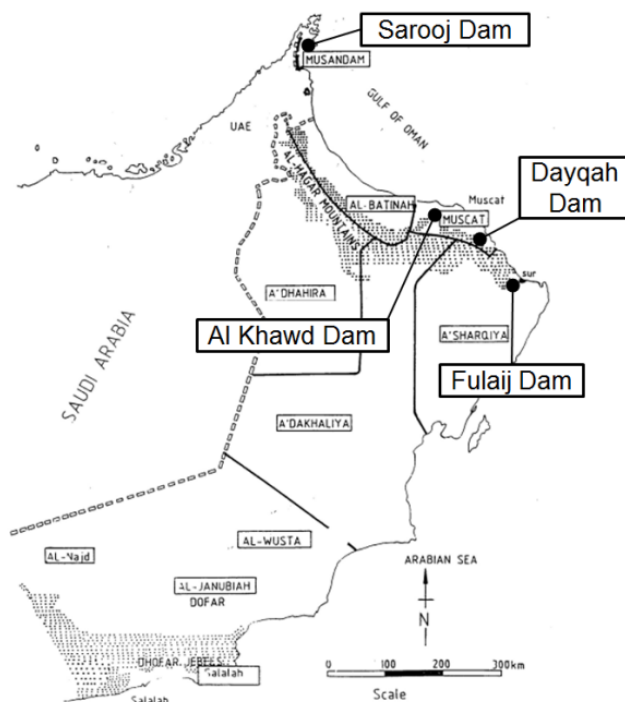 Sarooj Dam
MUSANDAM
GULF OF OMAN
UAE
AL-HAGAR MOUNTAINS
Dayqah
Dam
Muscat
AL-BATINAH
MUSCAT
sur
A'DHAHIRA
Al Khawd Dam
A'SHARQIYA
SAUDI ARABIA
Fulaij Dam
A'DAKHALIYA
AL-WUSTA
AL-Najd
ARABIAN SEA
AL-JANUBIAH
DOFAR
N
DHOFAR JEBELS
Salalah
Salalah
0 100 200 300km
Scale